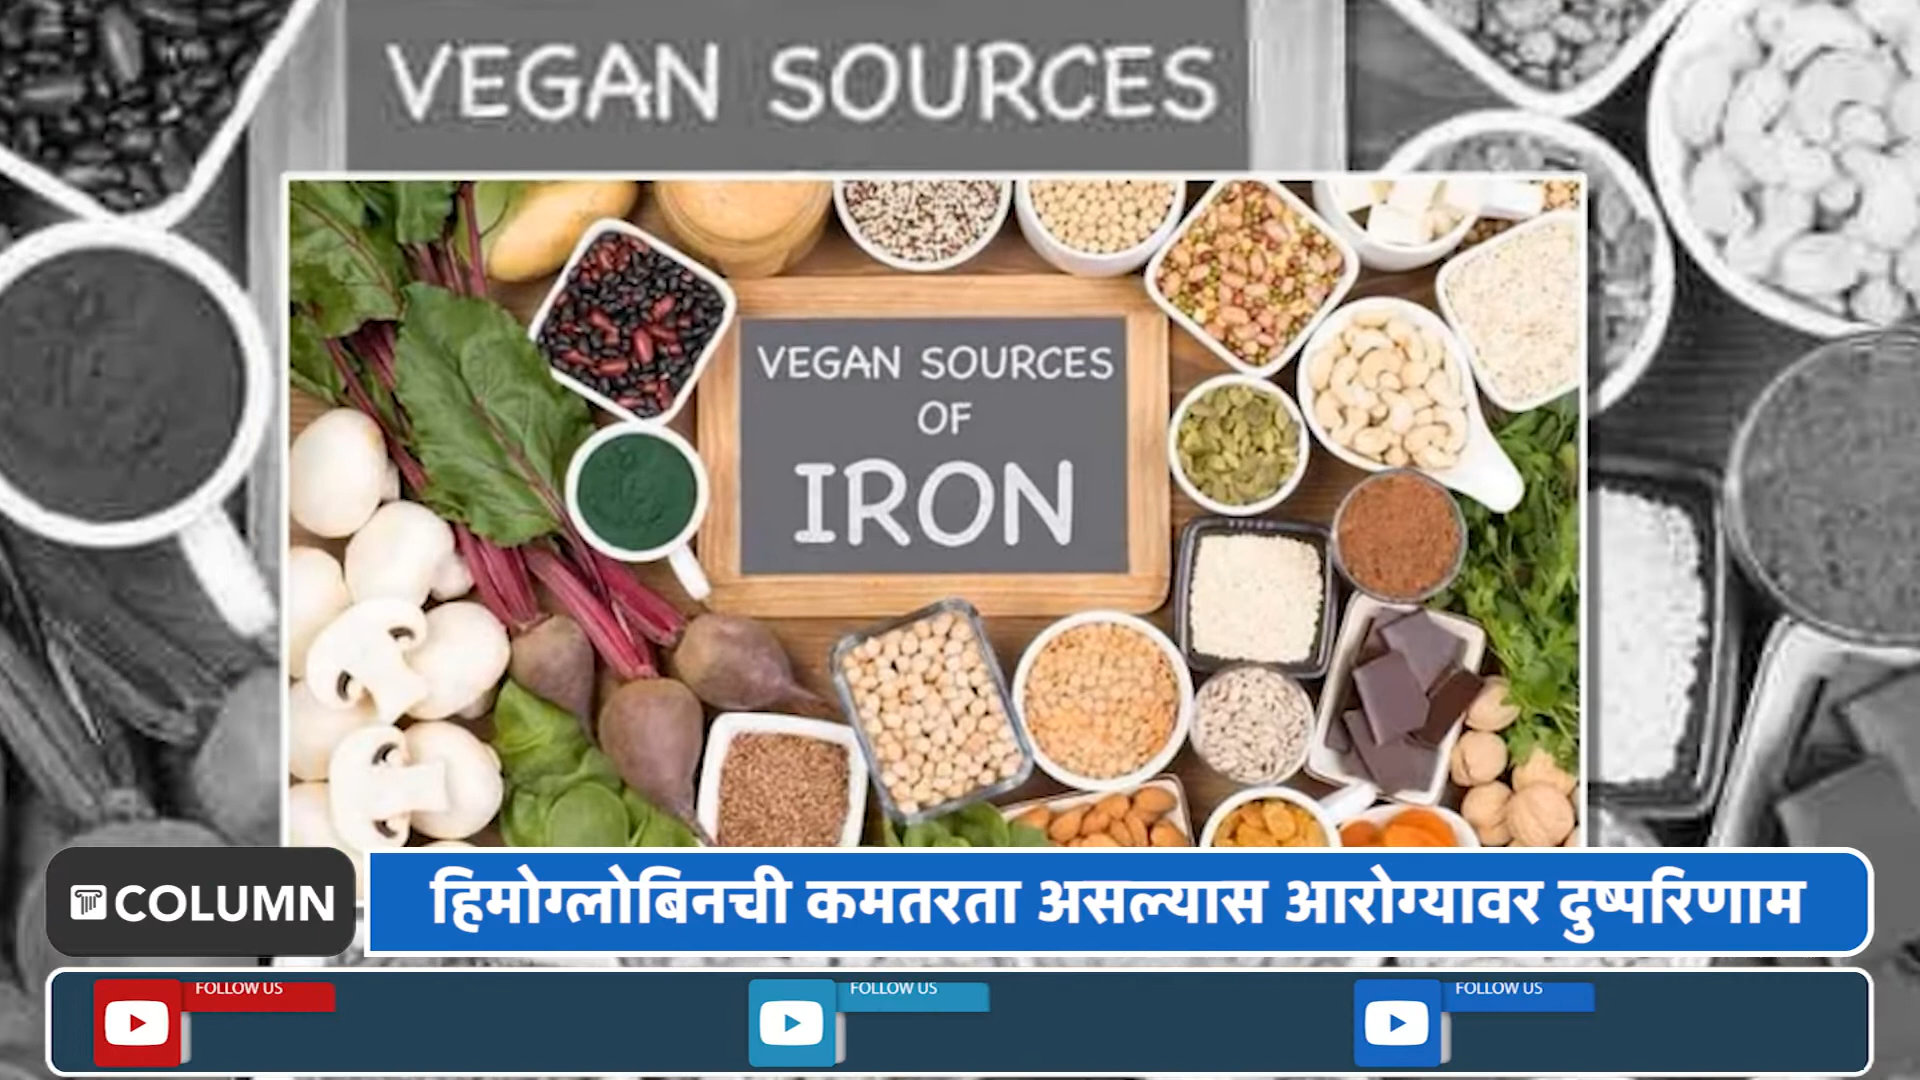 VEGAN SOURCES
VEGAN SOURCES
OF
IRON
COLUMN
हिमोग्लोबिनची कमतरता असल्यास आरोग्यावर दुष्परिणाम
FOLLOW US
FOLLOW US
FOLLOW US